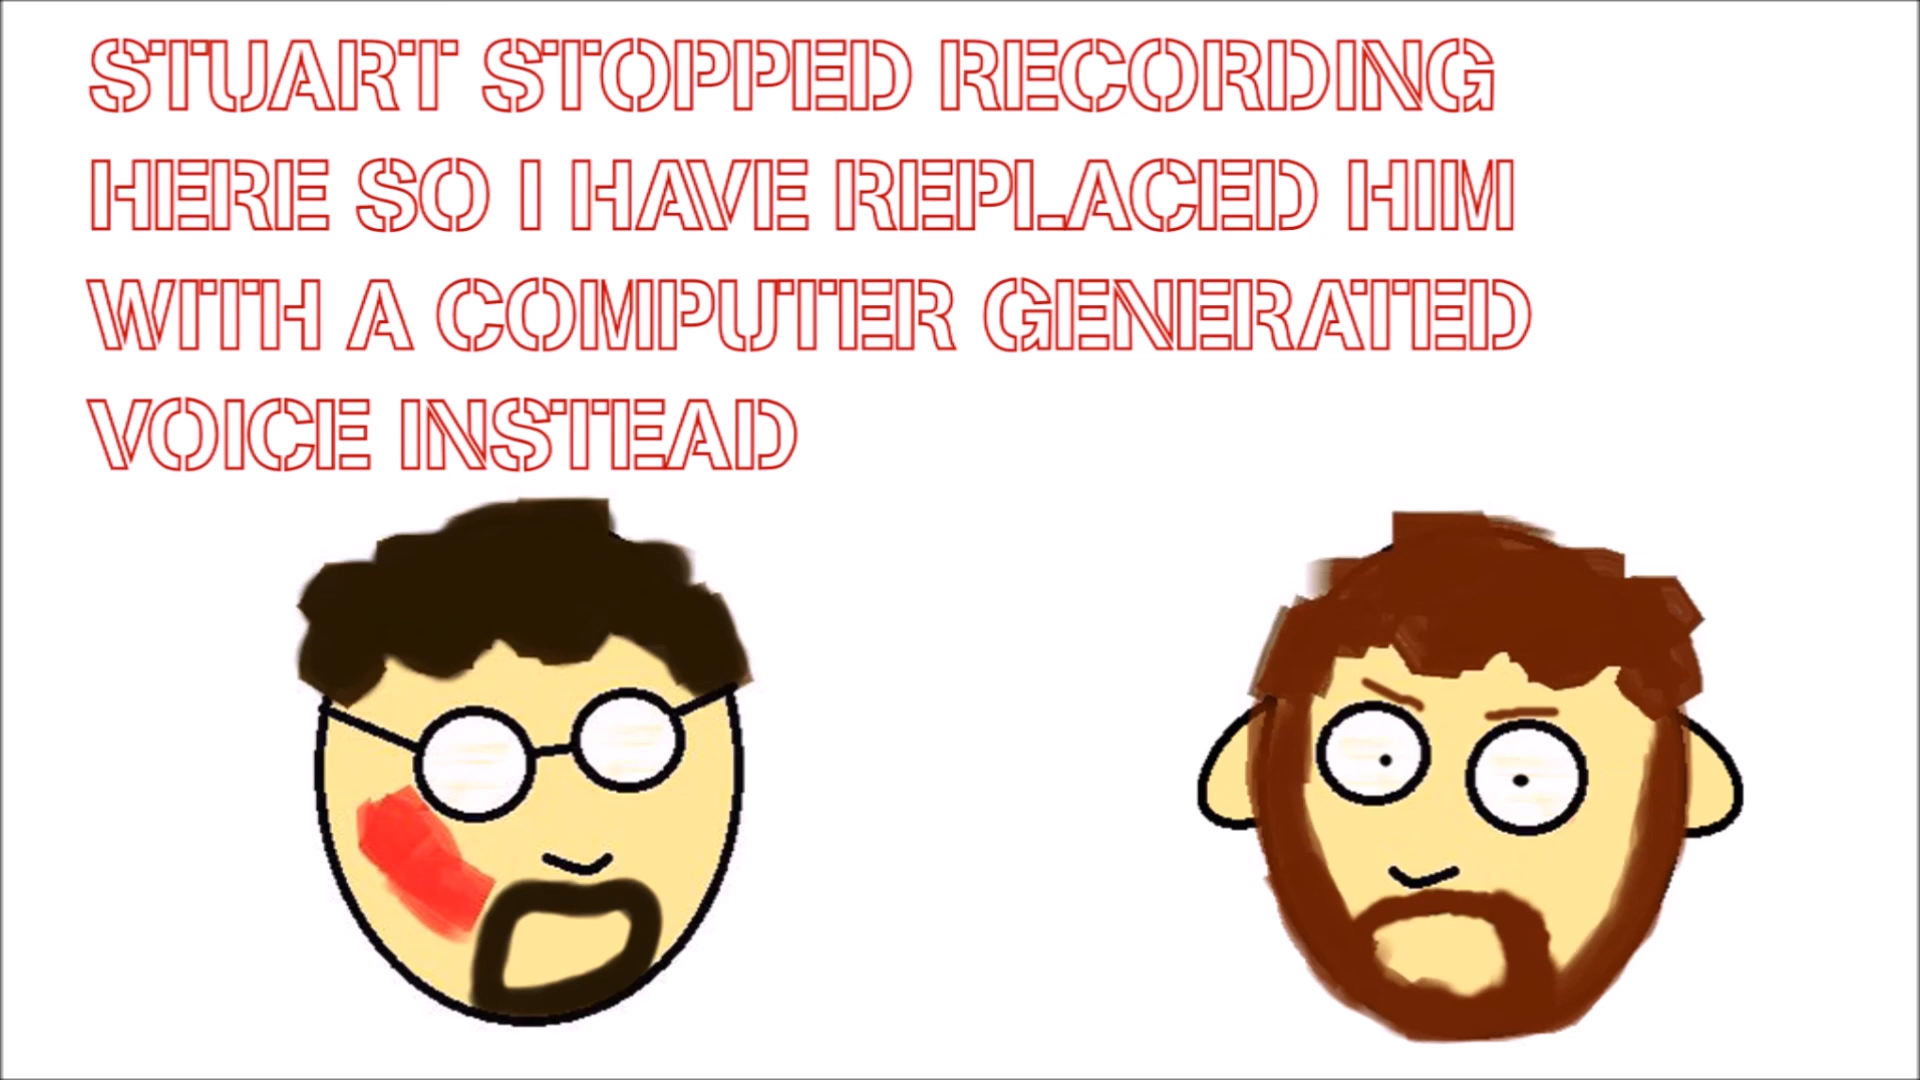 STUART STOPPED RECORDING
HERE SO I HAVE REPLACED HIM
WITH A COMPUTER GENERATED
VOICE INSTEAD